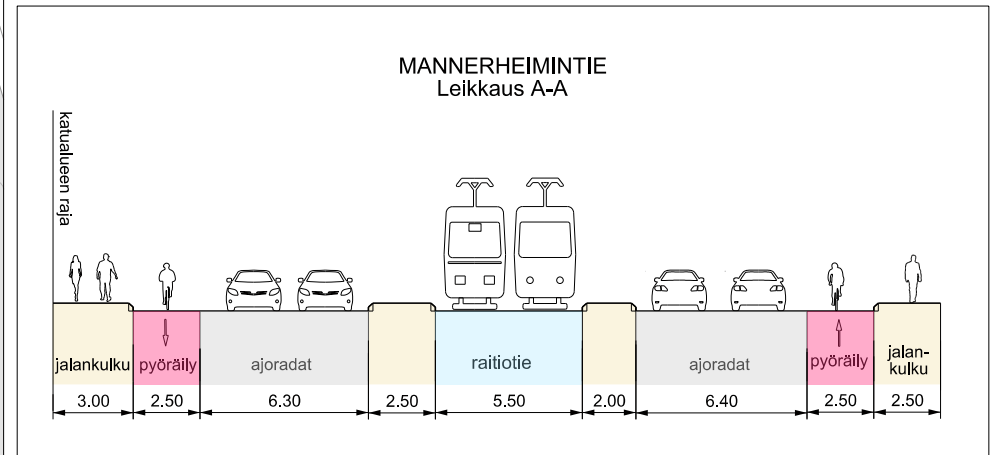 MANNERHEIMINTIE
Leikkaus A-A
katualueen raja
jalankulku pyöräily ajoradat raitiotie ajoradat pyöräily jalan-
kulku
3.00 2.50 6.30 2.50 5.50 2.00 6.40 2.50 2.50